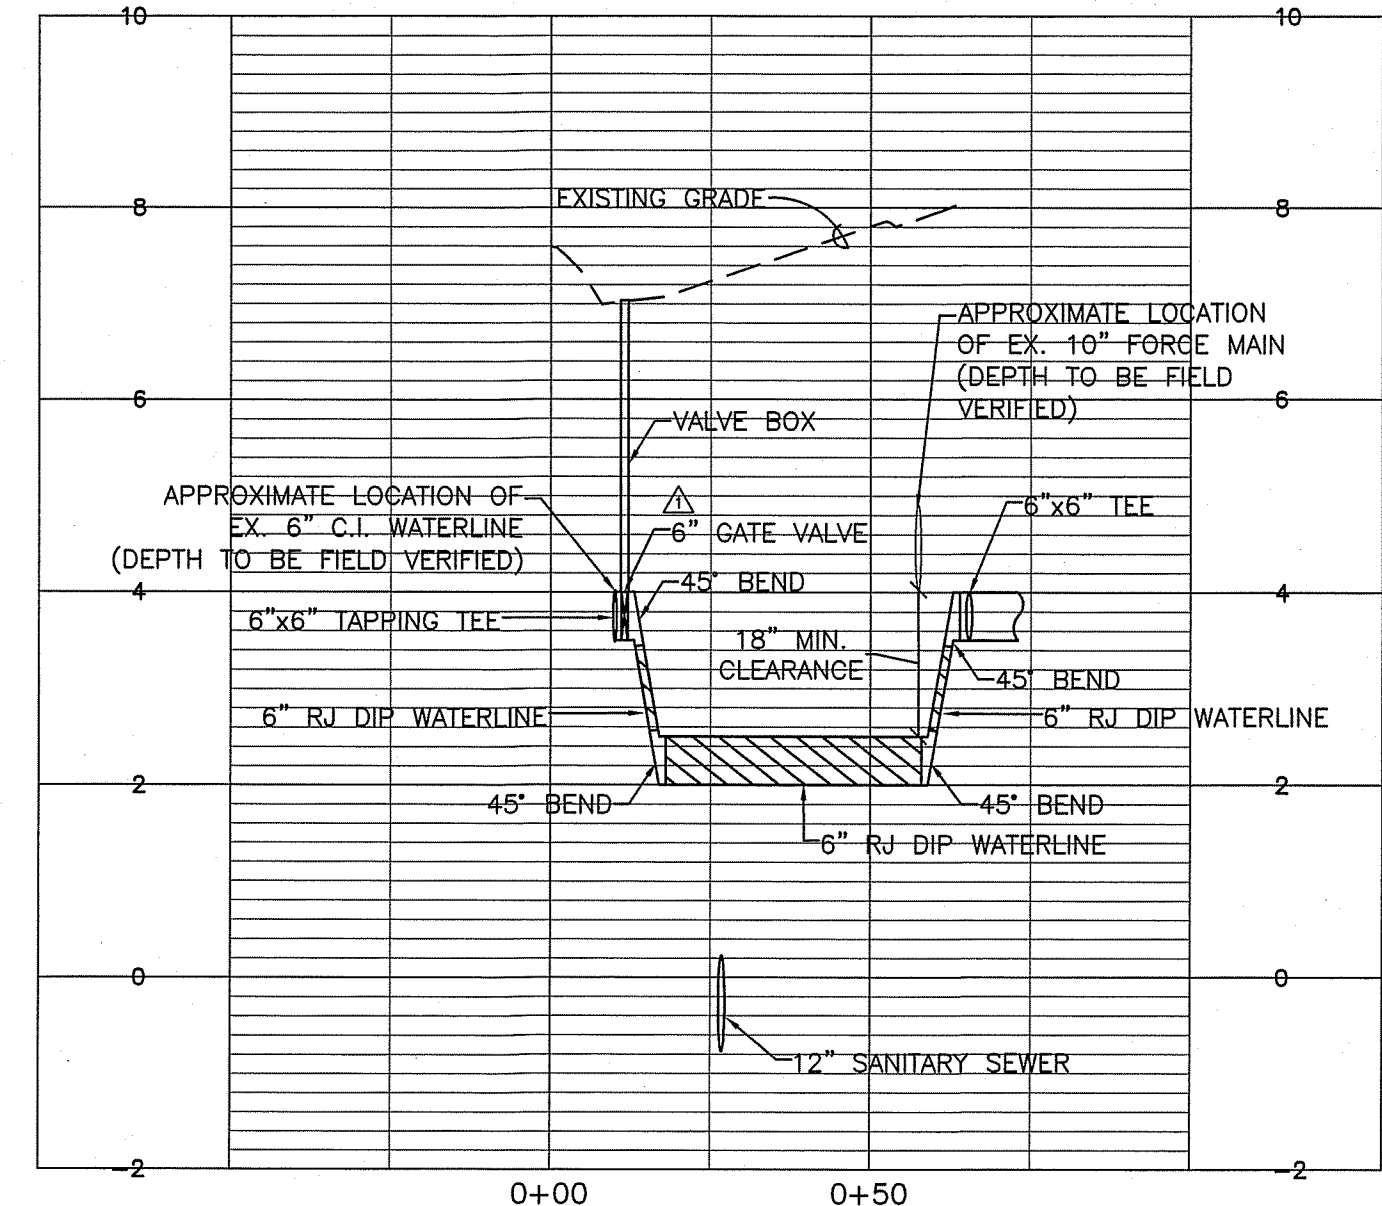 10
10
EXISTING GRADE
8
8
APPROXIMATE LOCATION
OF EX. 10" FORCE MAIN
(DEPTH TO BE FIELD
VERIFIED)
6
6
VALVE BOX
APPROXIMATE LOCATION OF
EX. 6" C.I. WATERLINE
(DEPTH TO BE FIELD VERIFIED)
1
6" GATE VALVE
6"x6" TEE
45° BEND
4
4
6"x6" TAPPING TEE
18" MIN.
CLEARANCE
45° BEND
6" RJ DIP WATERLINE
6" RJ DIP WATERLINE
2
2
45° BEND
45° BEND
6" RJ DIP WATERLINE
0
0
12" SANITARY SEWER
-2
-2
0+00
0+50